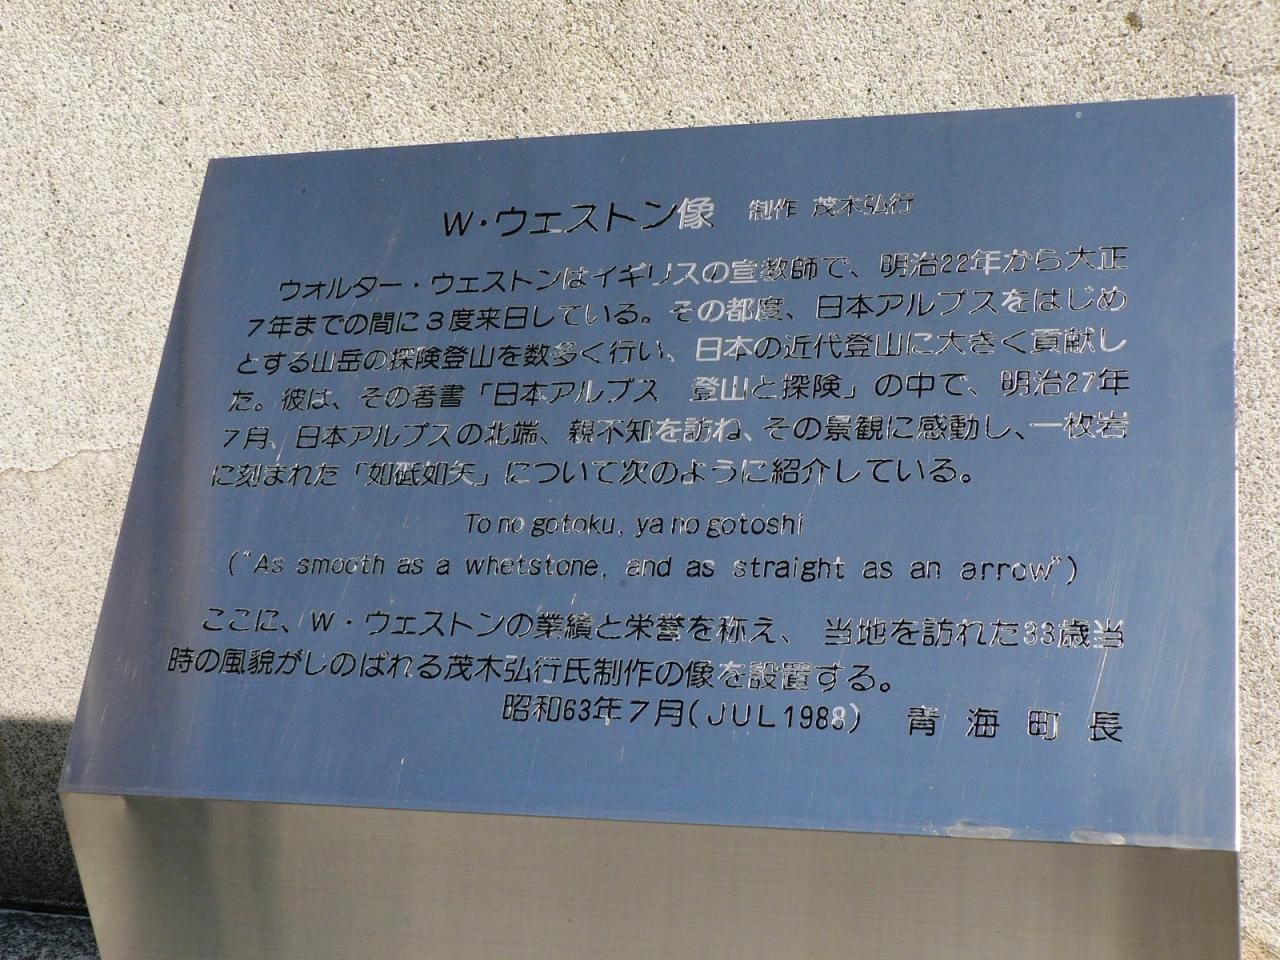 W・ウェストン像 制作 茂木弘行
ウォルター・ウェストンはイギリスの宣教師で、明治22年から大正
7年までの間に3度来日している。その都度、日本アルプスをはじめ
とする山岳の探険登山を数多く行い、日本の近代登山に大きく貢献し
た。彼は、その著書「日本アルプス 登山と探険」の中で、明治27年
7月、日本アルプスの北端、親不知を訪ね、その景観に感動し、一枚岩
に刻まれた「如砥如矢」について次のように紹介している。
To no gotoku, ya no gotoshi
("As smooth as a whetstone, and as straight as an arrow")
ここに、W・ウェストンの業績と栄誉を称え、当地を訪れた33歳当
時の風貌がしのばれる茂木弘行氏制作の像を設置する。
昭和63年7月(JUL1988) 青海町長